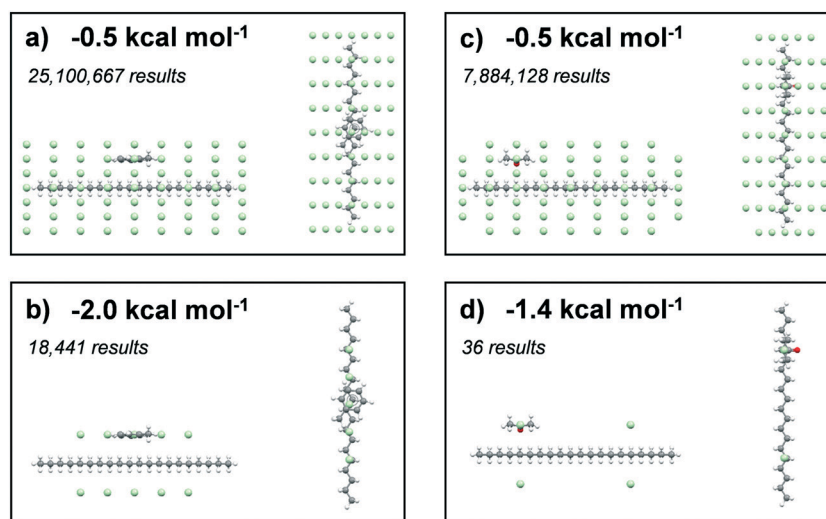 a) -0.5 kcal mol⁻¹
25,100,667 results
c) -0.5 kcal mol⁻¹
7,884,128 results
b) -2.0 kcal mol⁻¹
18,441 results
d) -1.4 kcal mol⁻¹
36 results